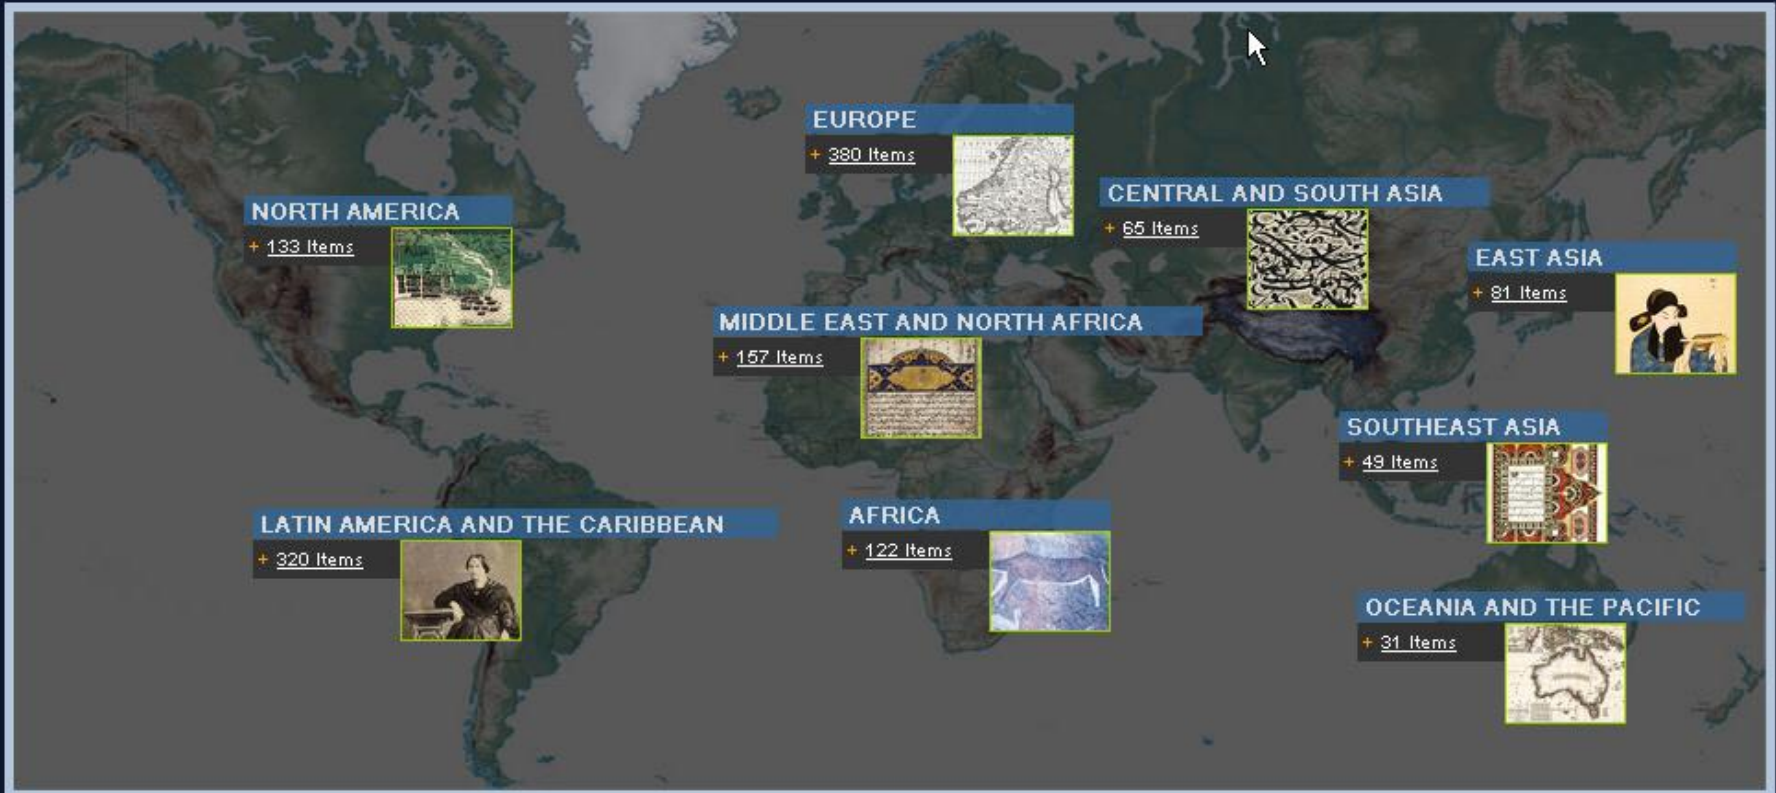 EUROPE
+ 380 Items
CENTRAL AND SOUTH ASIA
+ 65 Items
NORTH AMERICA
+ 133 Items
EAST ASIA
+ 81 Items
MIDDLE EAST AND NORTH AFRICA
+ 157 Items
SOUTHEAST ASIA
+ 49 Items
AFRICA
+ 122 Items
LATIN AMERICA AND THE CARIBBEAN
+ 320 Items
OCEANIA AND THE PACIFIC
+ 31 Items